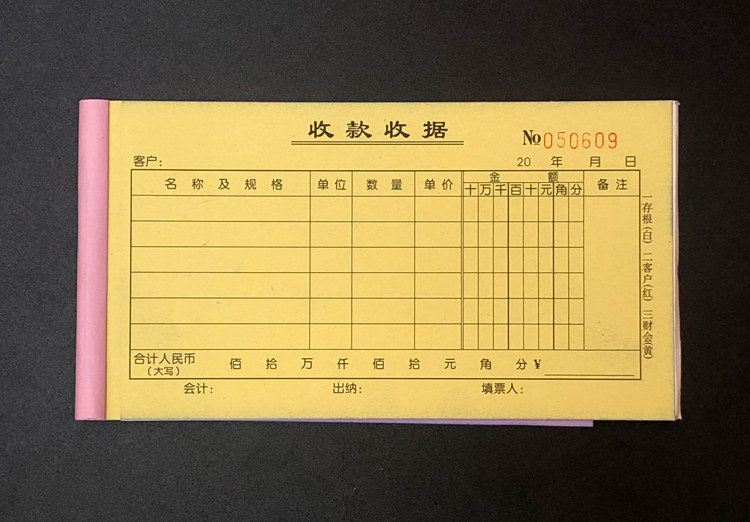 收款收据
№050609
客户： 20 年 月 日
名称及规格 单位 数量 单价 金额 备注
十万千百十元角分
合计人民币（大写） 佰 拾 万 仟 佰 拾 元 角 分 ¥
会计： 出纳： 填票人：
一存根(白) 二客户(红) 三财会(黄)